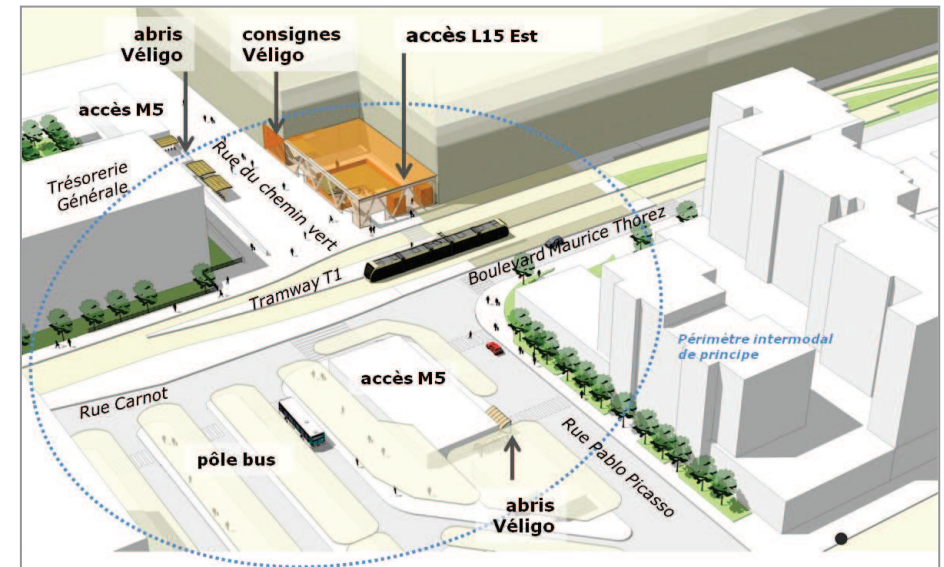 abris
Véligo
consignes
Véligo
accès L15 Est
accès M5
Trésorerie
Générale
Rue du chemin vert
Tramway T1
Boulevard Maurice Thorez
Périmètre intermodal
de principe
accès M5
Rue Carnot
pôle bus
Rue Pablo Picasso
abris
Véligo